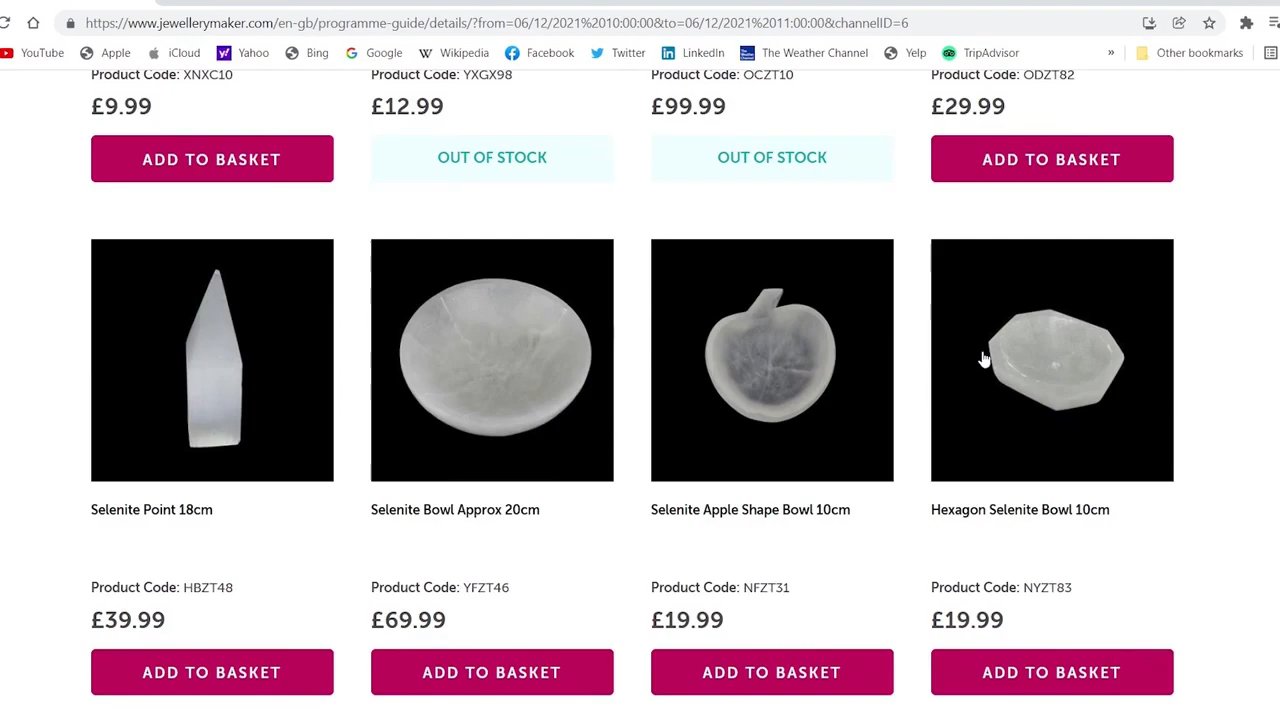 https://www.jewellerymaker.com/en-gb/programme-guide/details/?from=06/12/2021%2010:00:00&to=06/12/2021%2011:00:00&channelID=6
YouTube Apple iCloud Yahoo Bing Google Wikipedia Facebook Twitter LinkedIn The Weather Channel Yelp TripAdvisor » Other bookmarks
Product Code: XNXC10 Product Code: YXGX98 Product Code: OCZT10 Product Code: ODZT82
£9.99 £12.99 £99.99 £29.99
ADD TO BASKET OUT OF STOCK OUT OF STOCK ADD TO BASKET
Selenite Point 18cm Selenite Bowl Approx 20cm Selenite Apple Shape Bowl 10cm Hexagon Selenite Bowl 10cm
Product Code: HBZT48 Product Code: YFZT46 Product Code: NFZT31 Product Code: NYZT83
£39.99 £69.99 £19.99 £19.99
ADD TO BASKET ADD TO BASKET ADD TO BASKET ADD TO BASKET